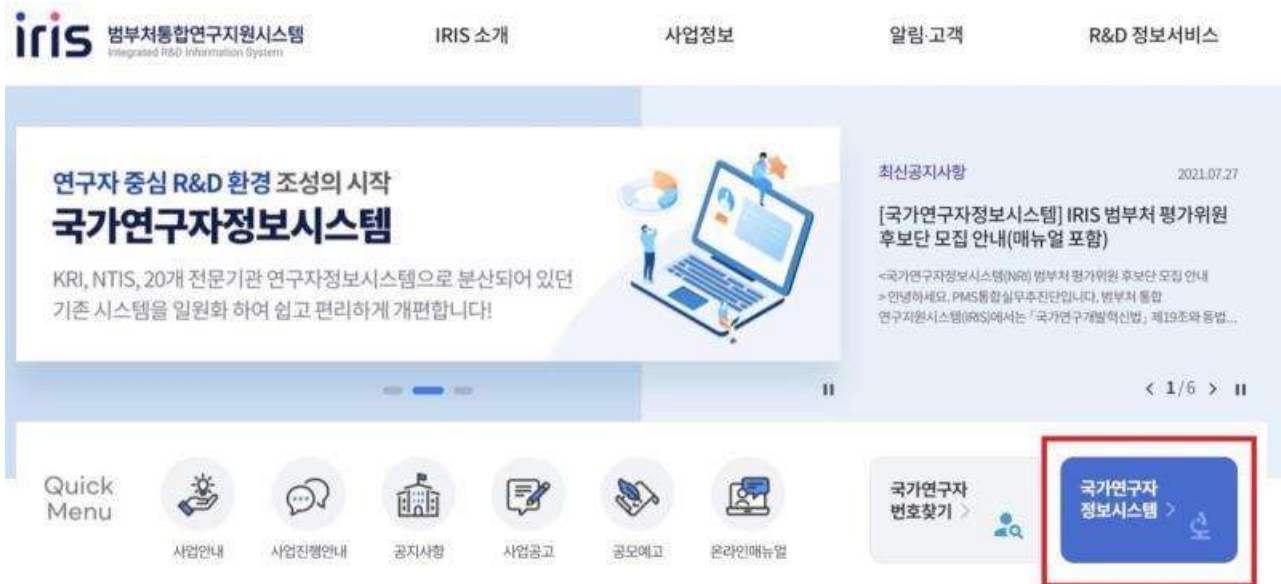 iris 범부처통합연구지원시스템
Integrated R&D Information System
IRIS 소개
사업정보
알림·고객
R&D 정보서비스
연구자 중심 R&D 환경 조성의 시작
국가연구자정보시스템
KRI, NTIS, 20개 전문기관 연구자정보시스템으로 분산되어 있던
기존 시스템을 일원화 하여 쉽고 편리하게 개편합니다!
최신공지사항 2021.07.27
[국가연구자정보시스템] IRIS 범부처 평가위원
후보단 모집 안내(매뉴얼 포함)
<국가연구자정보시스템(NRI) 범부처 평가위원 후보단 모집 안내
> 안녕하세요. PMS통합실무추진단입니다. 범부처 통합
연구지원시스템(IRIS)에서는 「국가연구개발혁신법」 제19조와 동법...
< 1/6 >
Quick
Menu
사업안내
사업진행안내
공지사항
사업공고
공모예고
온라인매뉴얼
국가연구자
번호찾기 >
국가연구자
정보시스템 >